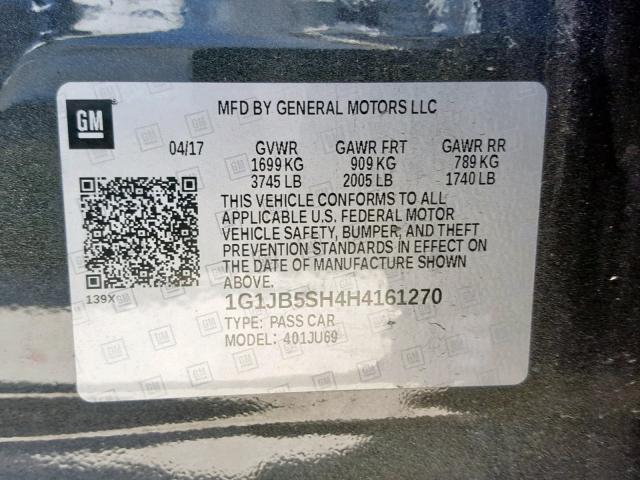 GM
MFD BY GENERAL MOTORS LLC
04/17 GVWR GAWR FRT GAWR RR
1699 KG 909 KG 789 KG
3745 LB 2005 LB 1740 LB
THIS VEHICLE CONFORMS TO ALL
APPLICABLE U.S. FEDERAL MOTOR
VEHICLE SAFETY, BUMPER, AND THEFT
PREVENTION STANDARDS IN EFFECT ON
THE DATE OF MANUFACTURE SHOWN
ABOVE.
139X
1G1JB5SH4H4161270
TYPE: PASS CAR
MODEL: 401JU69